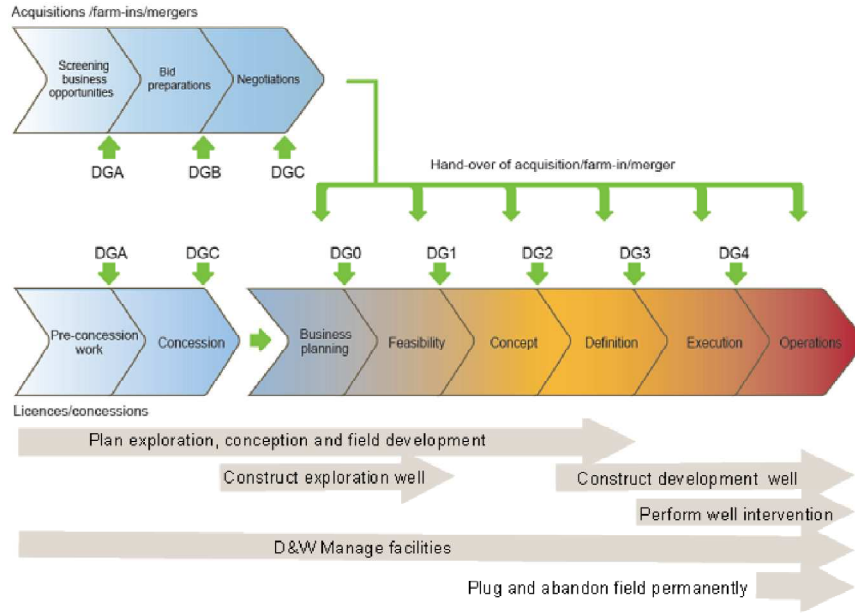 Acquisitions /farm-ins/mergers
Screening
business
opportunities
Bid
preparations
Negotiations
DGA
DGB
DGC
Hand-over of acquisition/farm-in/merger
DGA
DGC
DG0
DG1
DG2
DG3
DG4
Pre-concession
work
Concession
Business
planning
Feasibility
Concept
Definition
Execution
Operations
Licences/concessions
Plan exploration, conception and field development
Construct exploration well
Construct development well
Perform well intervention
D&W Manage facilities
Plug and abandon field permanently